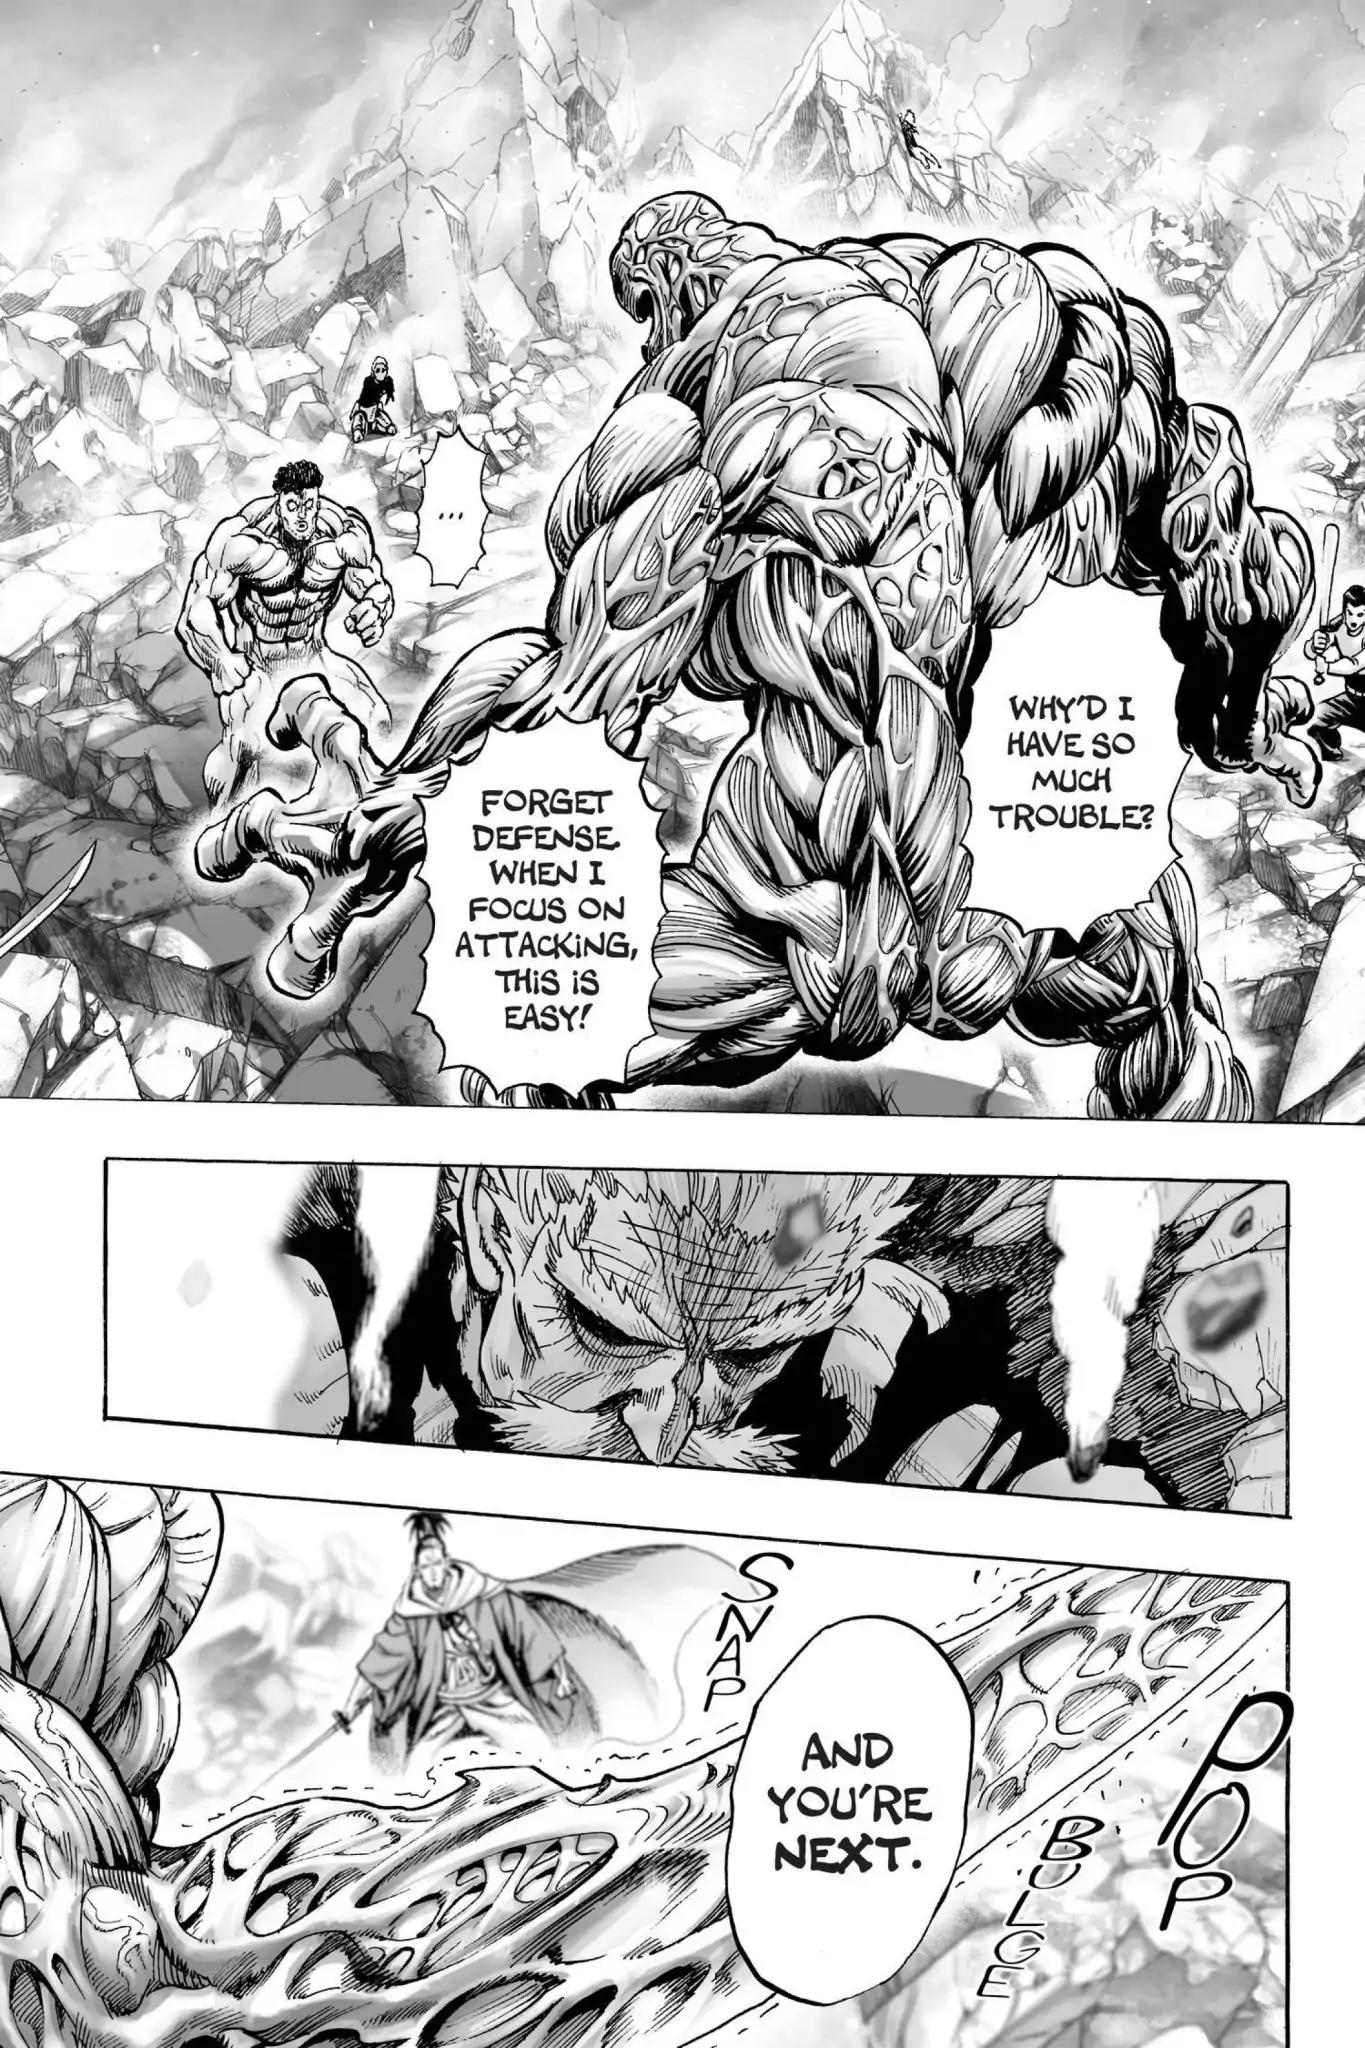 WHY'D I
HAVE SO
MUCH
TROUBLE?
...
FORGET
DEFENSE.
WHEN I
FOCUS ON
ATTACKING,
THIS IS
EASY!
POP
BULGE
SNAP
AND
YOU'RE
NEXT.